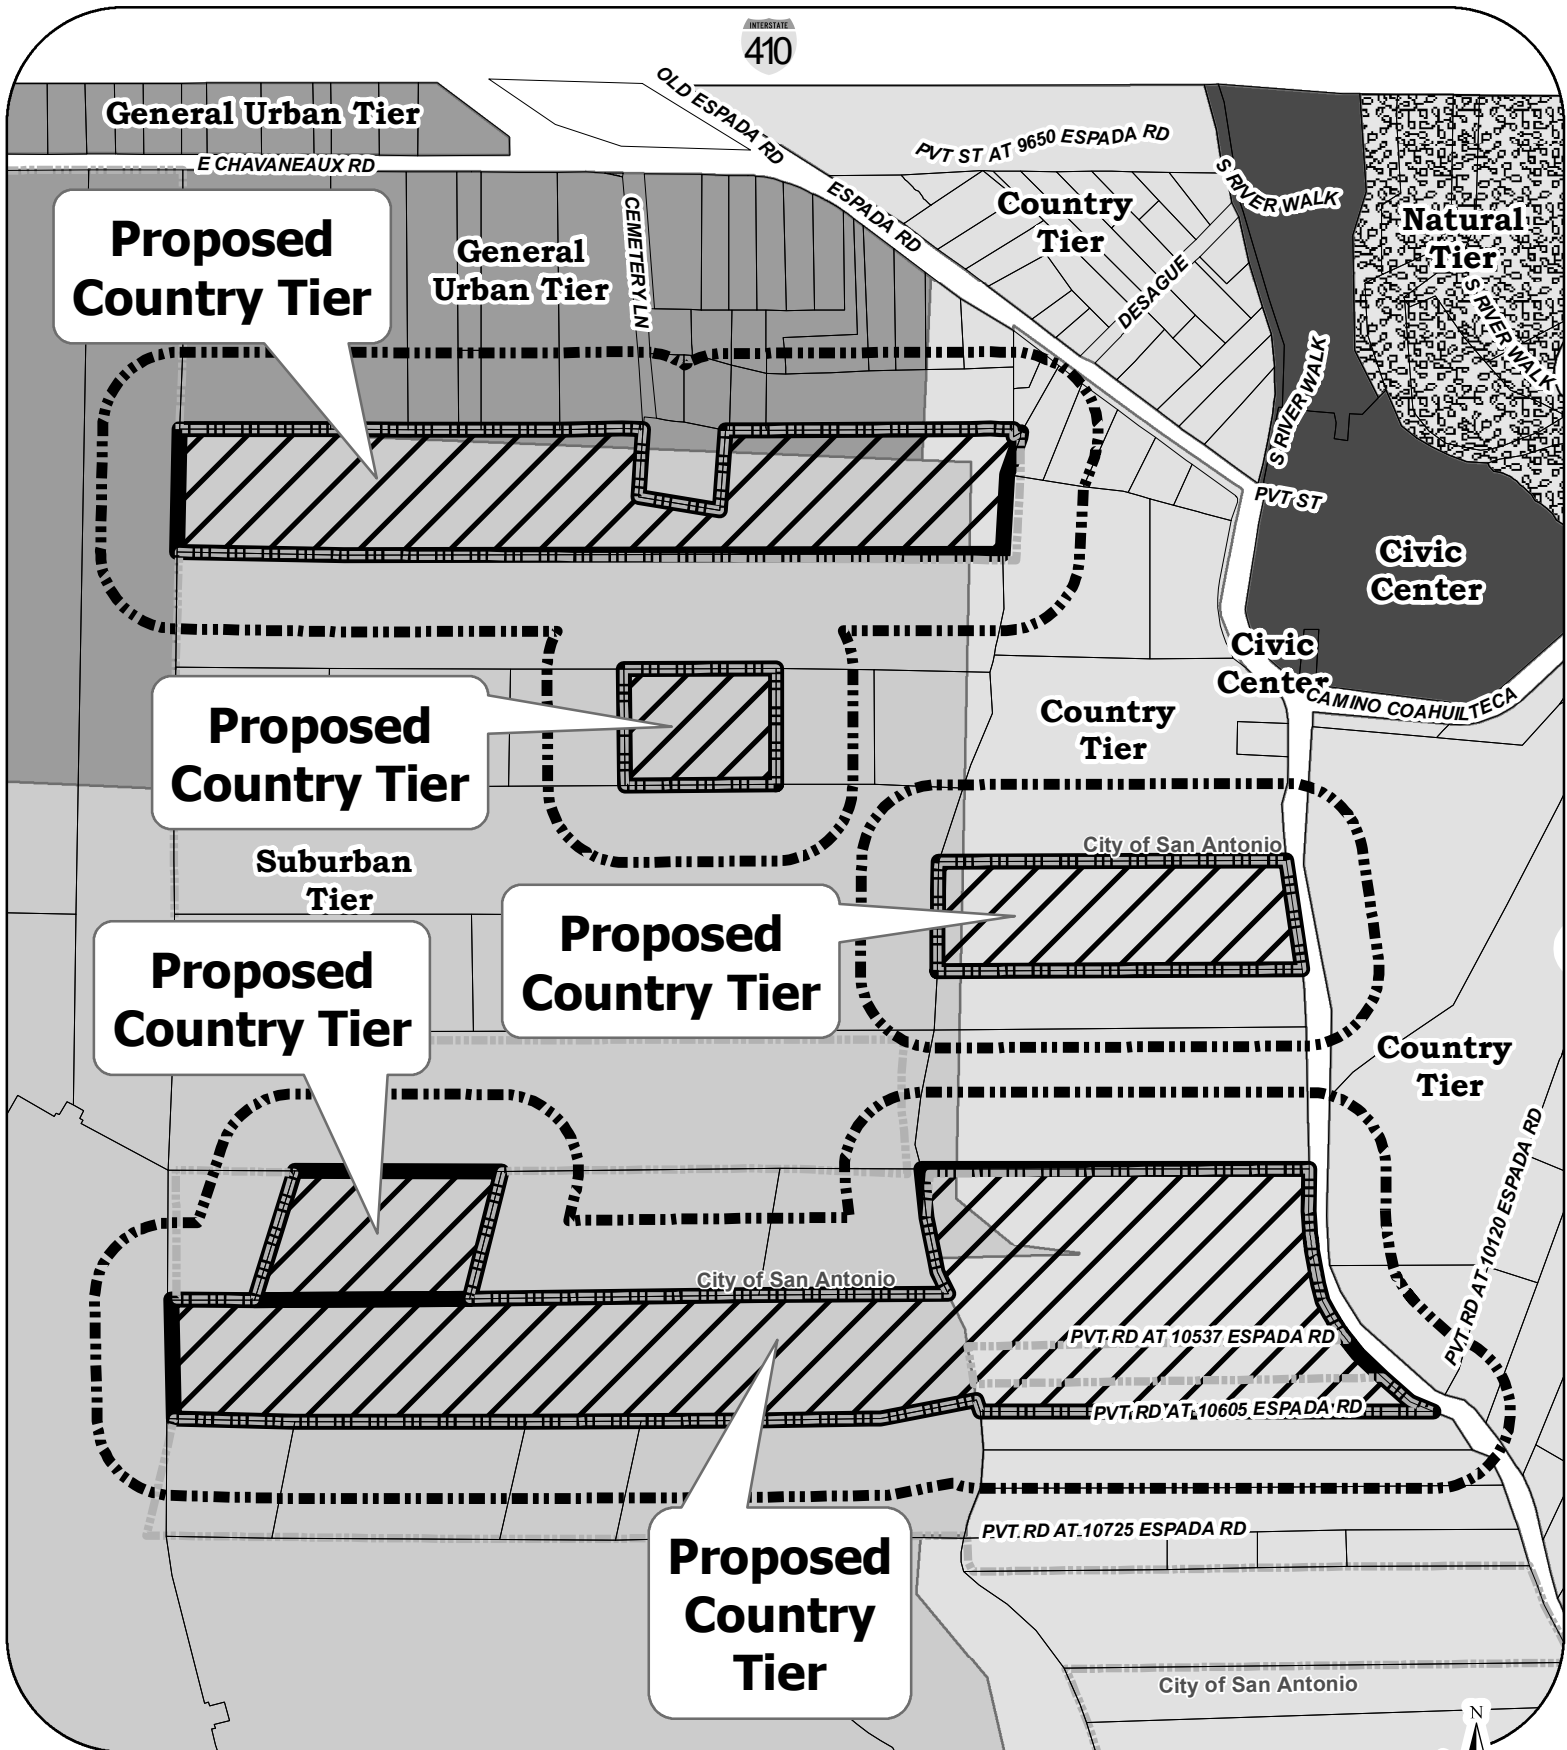 INTERSTATE
410
OLD ESPADA RD
General Urban Tier
E CHAVANEAUX RD
PVT ST AT 9650 ESPADA RD
S RIVER WALK
ESPADA RD
CEMETERY LN
Country
Tier
Natural
Tier
S RIVER WALK
Proposed
Country Tier
General
Urban Tier
DESAGUE
S RIVER WALK
PVT ST
Civic
Center
Civic
Center
CAMINO COAHUILTECA
Proposed
Country Tier
Country
Tier
City of San Antonio
Suburban
Tier
Proposed
Country Tier
Proposed
Country Tier
Country
Tier
PVT RD AT 10120 ESPADA RD
City of San Antonio
PVT RD AT 10537 ESPADA RD
PVT RD AT 10605 ESPADA RD
PVT RD AT 10725 ESPADA RD
Proposed
Country
Tier
City of San Antonio
N